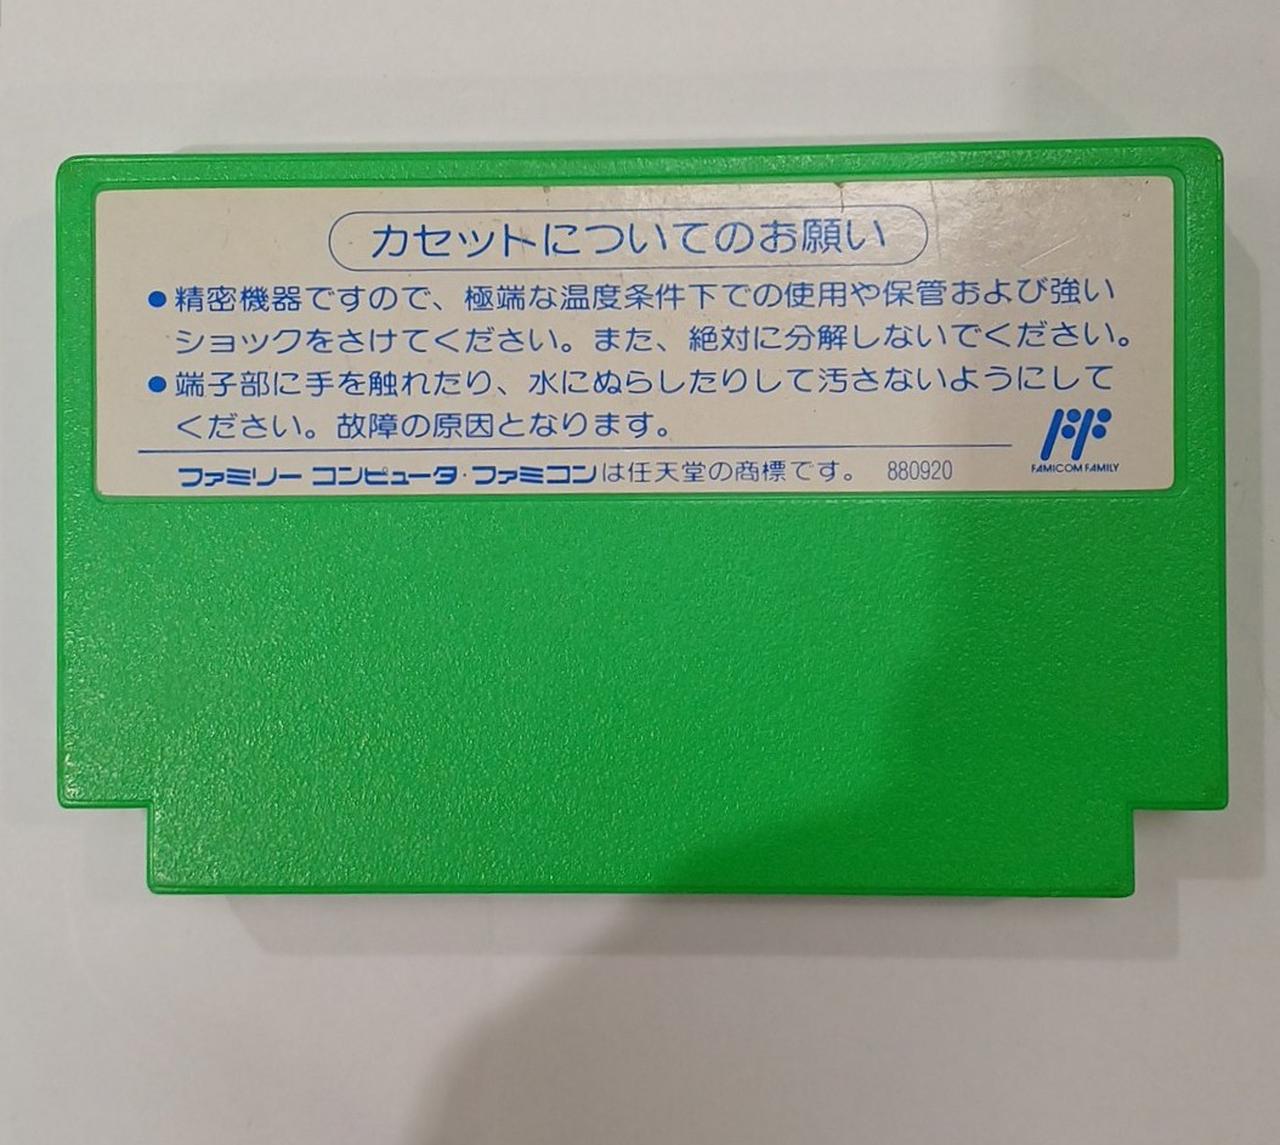 カセットについてのお願い
●精密機器ですので、極端な温度条件下での使用や保管および強い
ショックをさけてください。また、絶対に分解しないでください。
●端子部に手を触れたり、水にぬらしたりして汚さないようにして
ください。故障の原因となります。
FF
FAMICOM FAMILY
ファミリー コンピュータ・ファミコンは任天堂の商標です。 880920